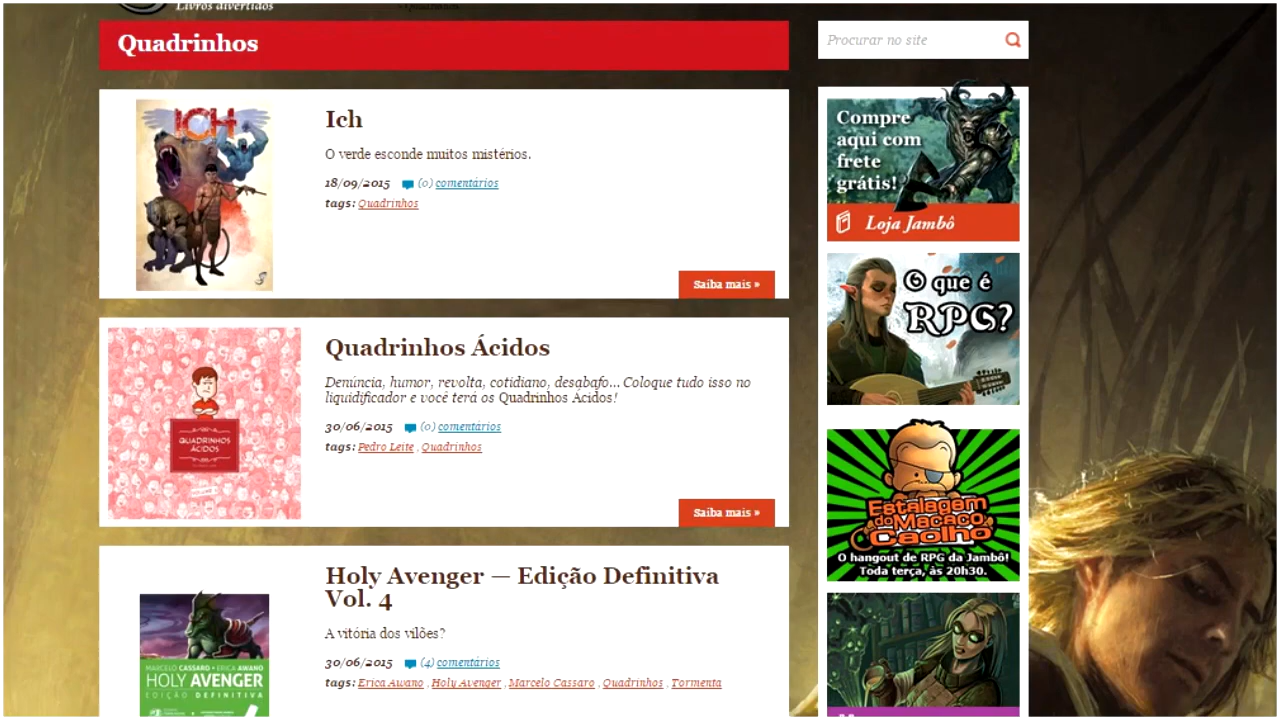 Livros divertidos
Quadrinhos
Procurar no site
ICH
Ich
O verde esconde muitos mistérios.
18/09/2015 (0) comentários
tags: Quadrinhos
Saiba mais »
QUADRINHOS
ÁCIDOS
Quadrinhos Ácidos
Denúncia, humor, revolta, cotidiano, desabafo... Coloque tudo isso no
liquidificador e você terá os Quadrinhos Ácidos!
30/06/2015 (0) comentários
tags: Pedro Leite , Quadrinhos
Saiba mais »
MARCELO CASSARO • ERICA AWANO
HOLY AVENGER
EDIÇÃO DEFINITIVA
Holy Avenger — Edição Definitiva
Vol. 4
A vitória dos vilões?
30/06/2015 (4) comentários
tags: Erica Awano , Holy Avenger , Marcelo Cassaro , Quadrinhos , Tormenta
Compre
aqui com
frete
grátis!
Loja Jambô
O que é
RPG?
Estalagem
do Macaco
Caolho
O hangout de RPG da Jambô!
Toda terça, às 20h30.